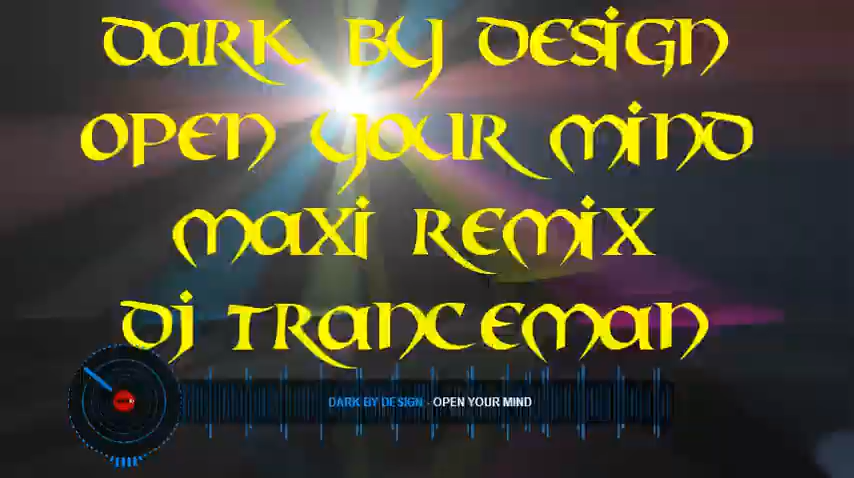 DARK BY DESIGN
OPEN YOUR MIND
MAXI REMIX
DJ TRANCEMAN
DARK BY DESIGN - OPEN YOUR MIND